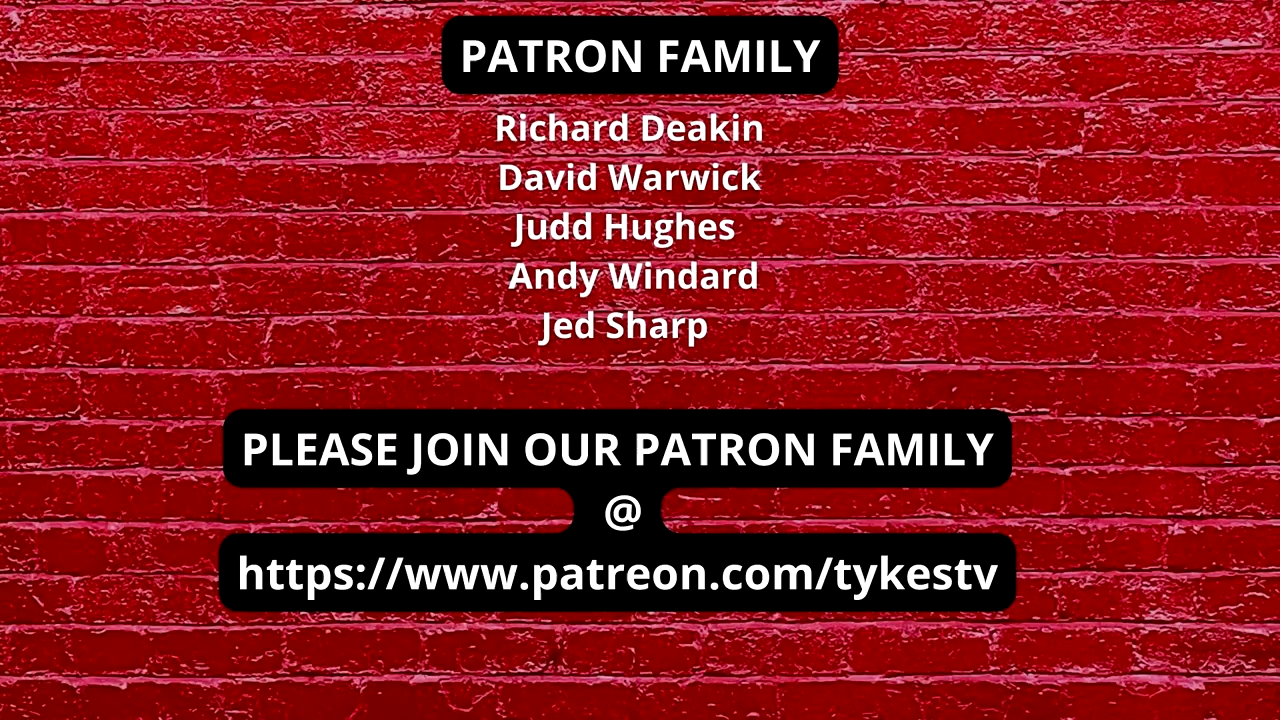 PATRON FAMILY
Richard Deakin
David Warwick
Judd Hughes
Andy Windard
Jed Sharp
PLEASE JOIN OUR PATRON FAMILY
@
https://www.patreon.com/tykestv